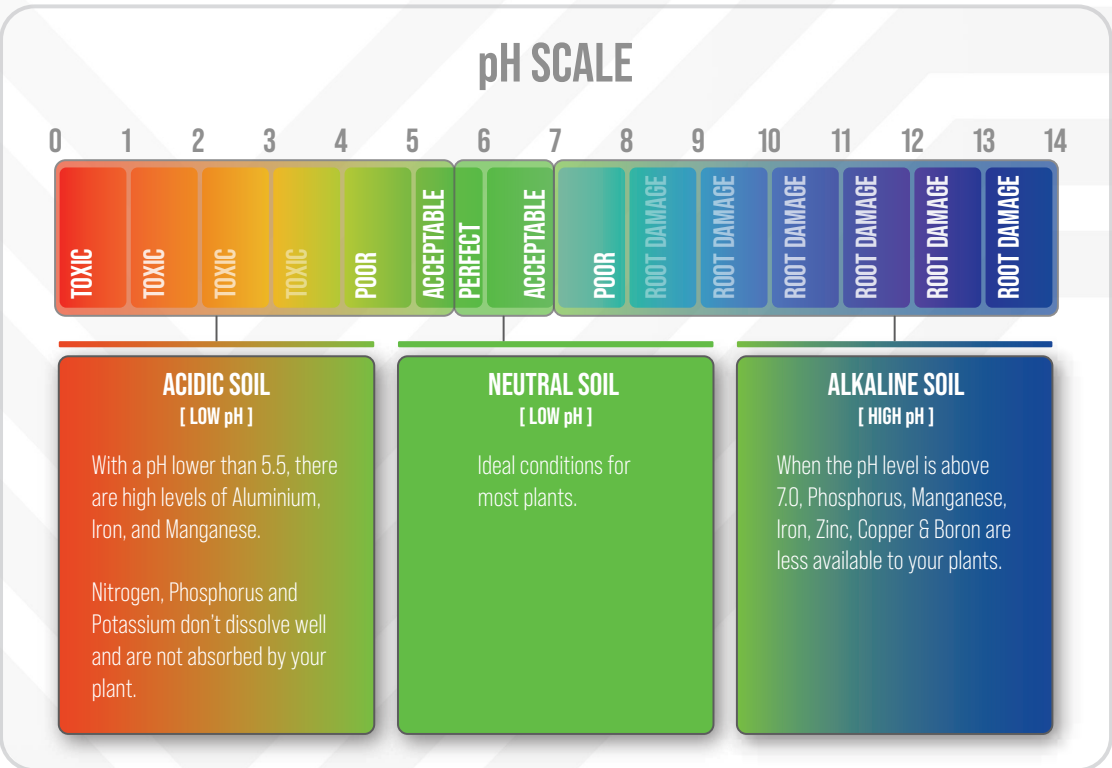 pH SCALE
0 1 2 3 4 5 6 7 8 9 10 11 12 13 14
TOXIC
TOXIC
TOXIC
TOXIC
POOR
ACCEPTABLE
PERFECT
ACCEPTABLE
POOR
ROOT DAMAGE
ROOT DAMAGE
ROOT DAMAGE
ROOT DAMAGE
ROOT DAMAGE
ROOT DAMAGE
ACIDIC SOIL
[ LOW pH ]
With a pH lower than 5.5, there
are high levels of Aluminium,
Iron, and Manganese.
Nitrogen, Phosphorus and
Potassium don't dissolve well
and are not absorbed by your
plant.
NEUTRAL SOIL
[ LOW pH ]
Ideal conditions for
most plants.
ALKALINE SOIL
[ HIGH pH ]
When the pH level is above
7.0, Phosphorus, Manganese,
Iron, Zinc, Copper & Boron are
less available to your plants.